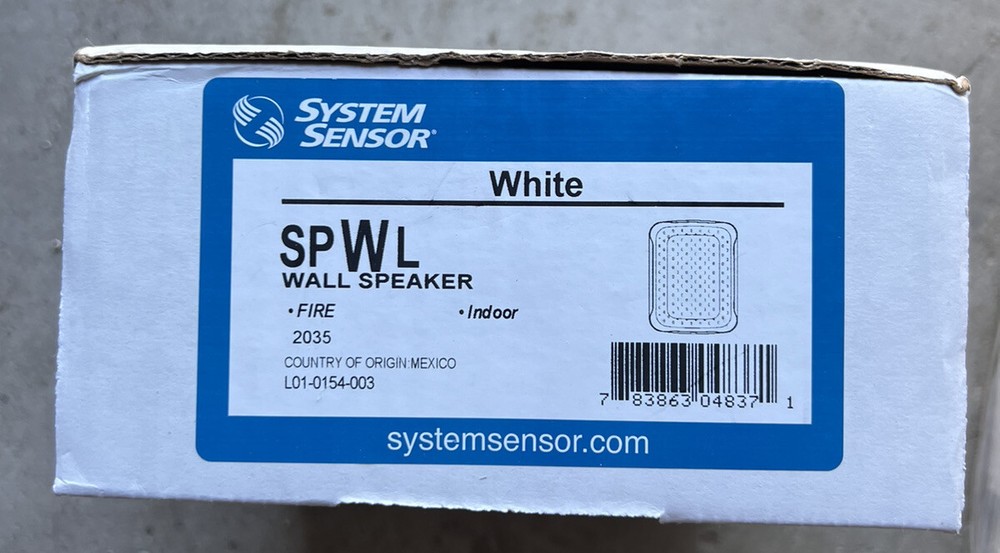 SYSTEM
SENSOR®
White
SPWL
WALL SPEAKER
• FIRE • Indoor
2035
COUNTRY OF ORIGIN:MEXICO
L01-0154-003
7 83863 04837 1
systemsensor.com